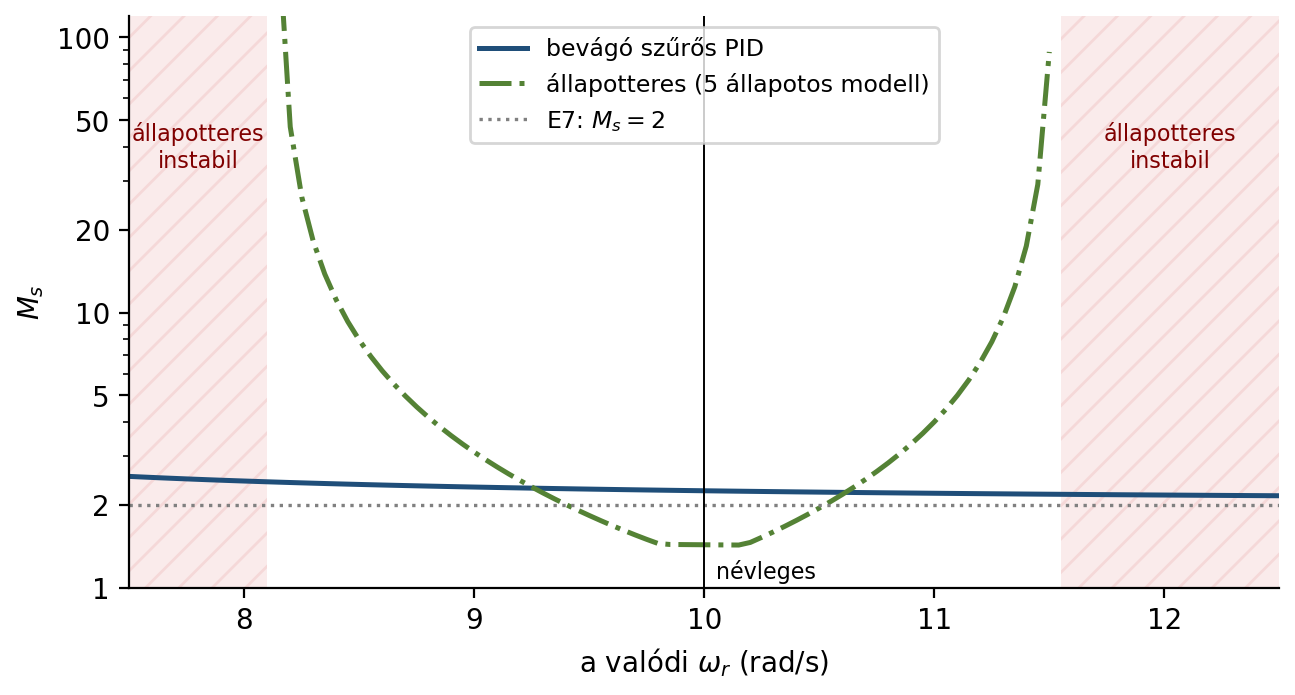 100
50
20
10
5
2
1
M_s
bevágó szűrős PID
állapotteres (5 állapotos modell)
E7: M_s = 2
állapotteres
instabil
állapotteres
instabil
névleges
8
9
10
11
12
a valódi ω_r (rad/s)